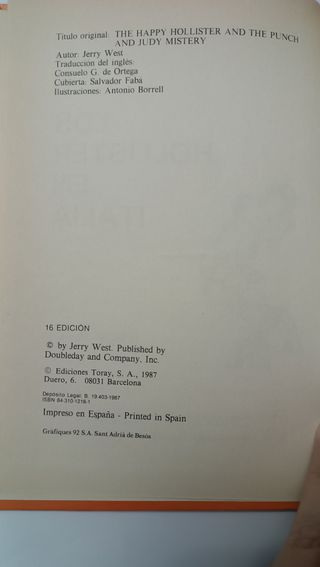 Título original: THE HAPPY HOLLISTER AND THE PUNCH
AND JUDY MISTERY
Autor: Jerry West
Traducción del inglés:
Consuelo G. de Ortega
Cubierta: Salvador Fabá
Ilustraciones: Antonio Borrell
16 EDICIÓN
© by Jerry West. Published by
Doubleday and Company, Inc.
© Ediciones Toray, S. A., 1987
Duero, 6. 08031 Barcelona
Depósito Legal: B. 19.403-1987
ISBN 84-310-1218-1
Impreso en España - Printed in Spain
Gráfiques 92 S.A. Sant Adrià de Besós